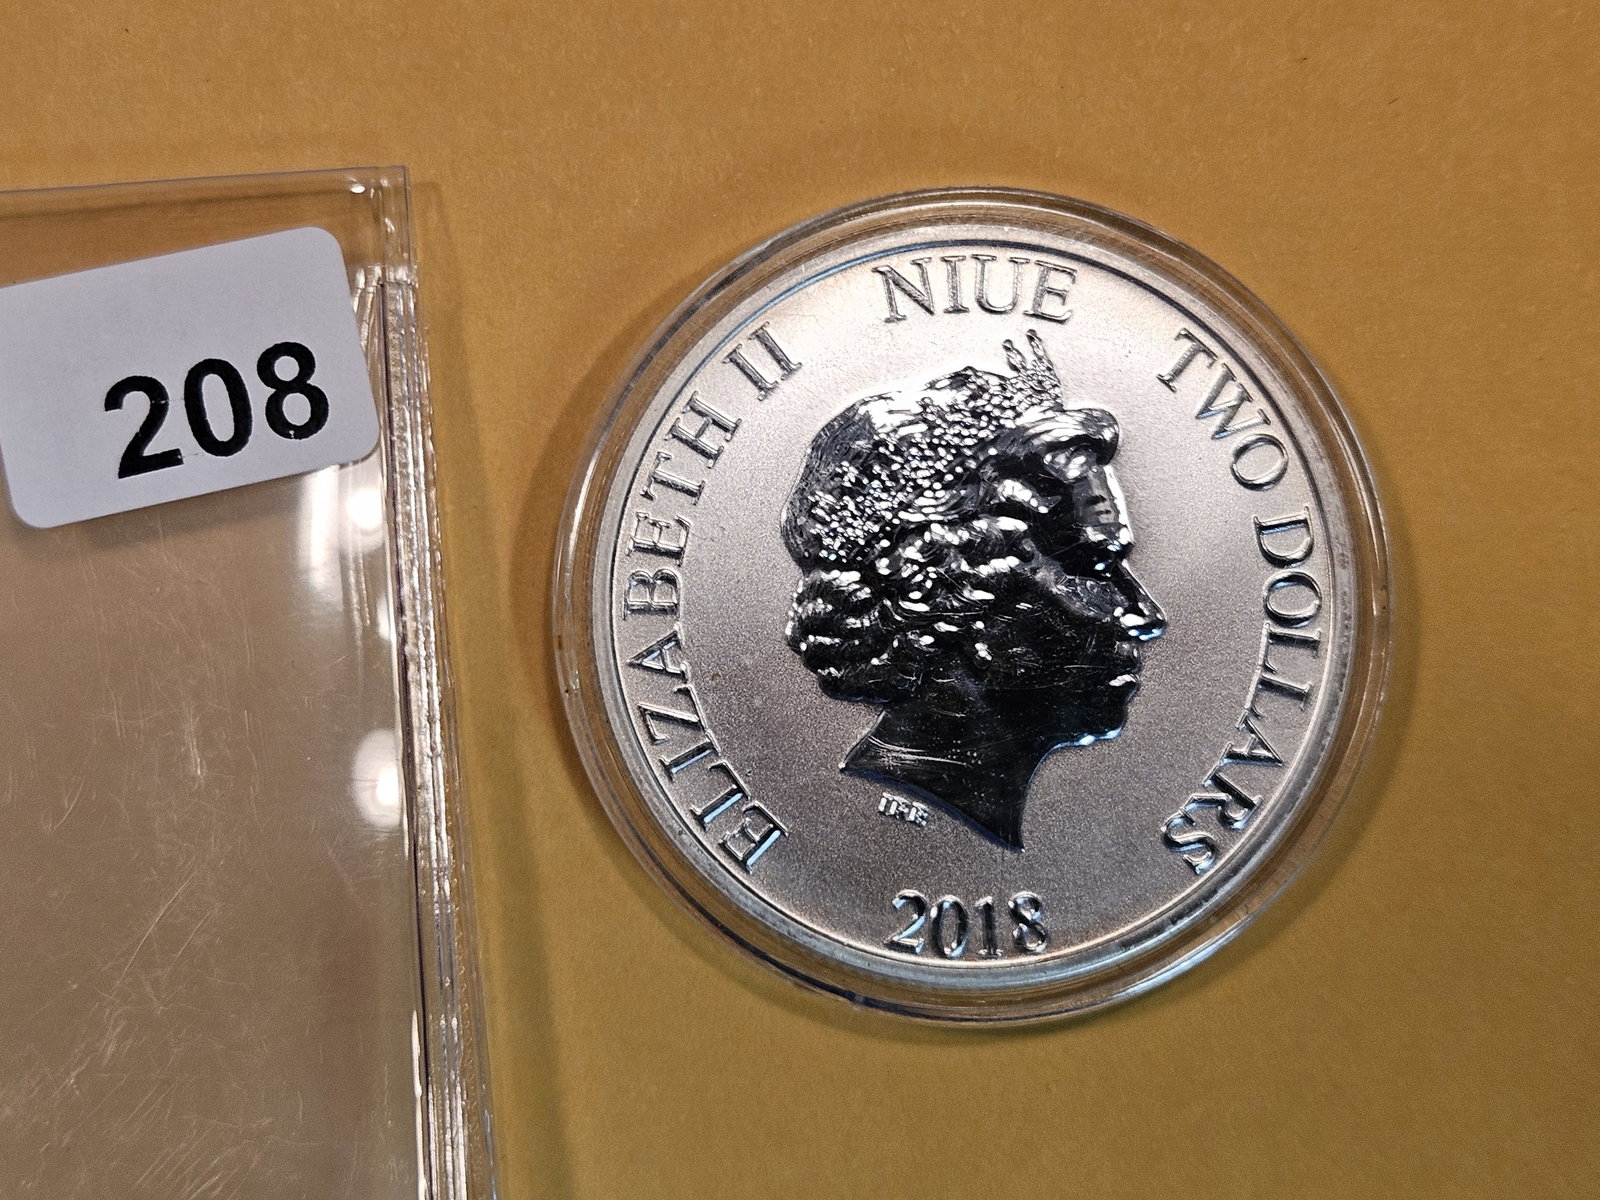 208
NIUE
ELIZABETH II
TWO DOLLARS
IRB
2018